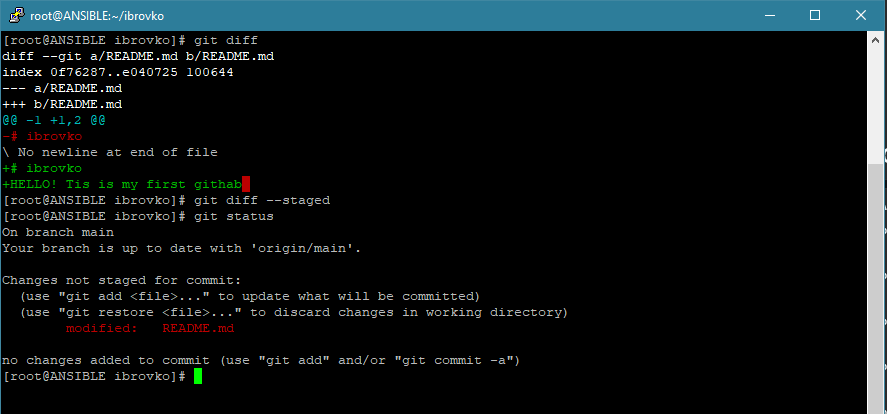 root@ANSIBLE:~/ibrovko
[root@ANSIBLE ibrovko]# git diff
diff --git a/README.md b/README.md
index 0f76287..e040725 100644
--- a/README.md
+++ b/README.md
@@ -1 +1,2 @@
-# ibrovko
\ No newline at end of file
+# ibrovko
+HELLO! Tis is my first githab
[root@ANSIBLE ibrovko]# git diff --staged
[root@ANSIBLE ibrovko]# git status
On branch main
Your branch is up to date with 'origin/main'.
Changes not staged for commit:
  (use "git add <file>..." to update what will be committed)
  (use "git restore <file>..." to discard changes in working directory)
        modified:   README.md
no changes added to commit (use "git add" and/or "git commit -a")
[root@ANSIBLE ibrovko]#